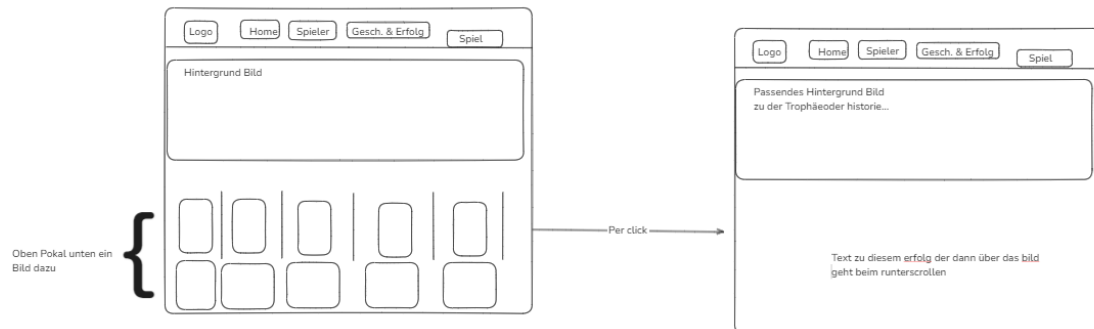 Logo
Home
Spieler
Gesch. & Erfolg
Spiel
Hintergrund Bild
Oben Pokal unten ein
Bild dazu
Per click
Logo
Home
Spieler
Gesch. & Erfolg
Spiel
Passendes Hintergrund Bild
zu der Trophäeoder historie...
Text zu diesem erfolg der dann über das bild
geht beim runterscrollen